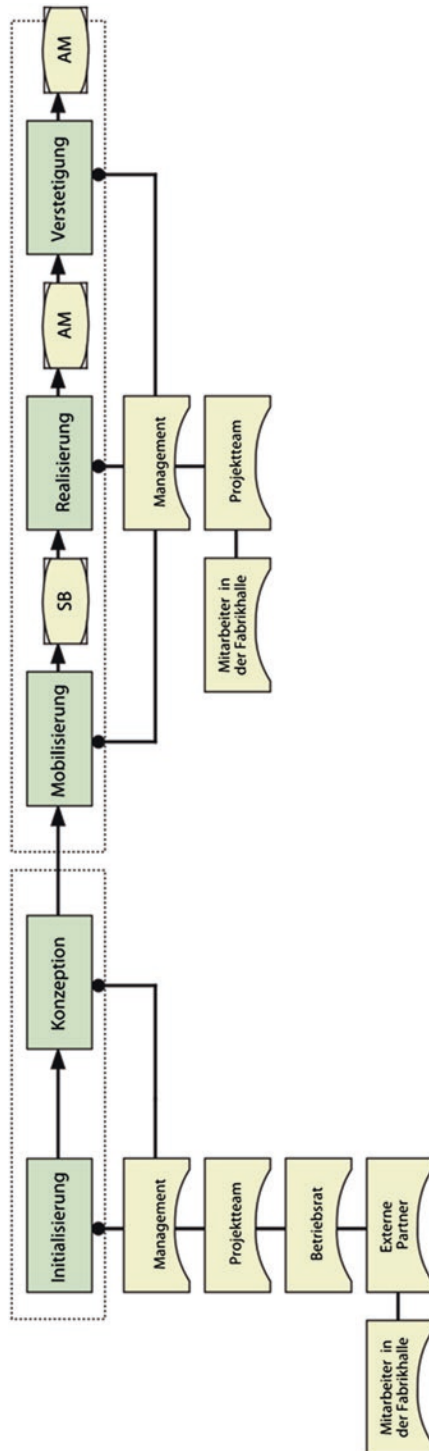 Initialisierung
Konzeption
Mobilisierung
SB
Realisierung
AM
Verstetigung
AM
Management
Projektteam
Betriebsrat
Externe
Partner
Mitarbeiter in
der Fabrikhalle
Management
Projektteam
Mitarbeiter in
der Fabrikhalle